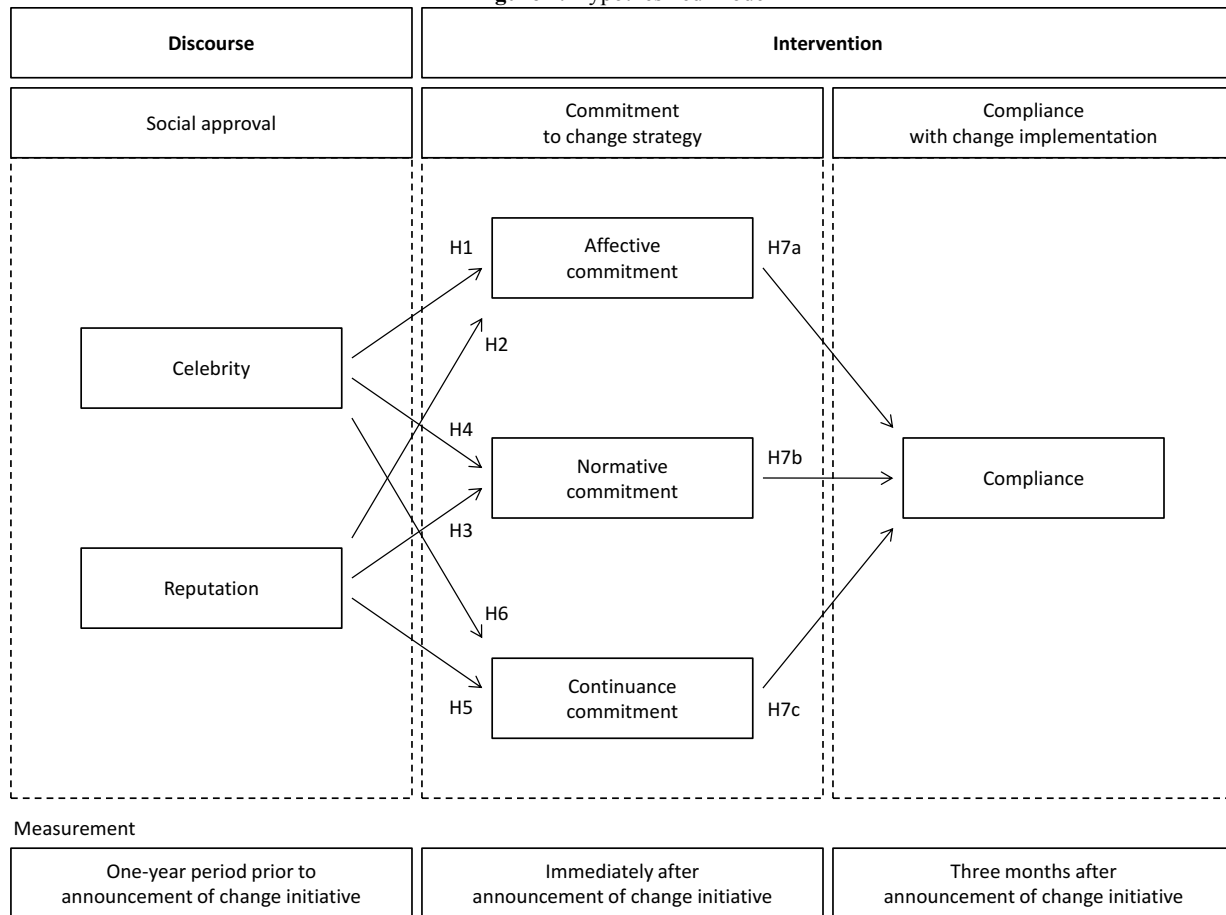 Discourse
Intervention
Social approval
Commitment
to change strategy
Compliance
with change implementation
H1
Affective
commitment
H7a
Celebrity
H2
H4
Normative
commitment
H7b
Compliance
H3
Reputation
H6
Continuance
commitment
H5
H7c
Measurement
One-year period prior to
announcement of change initiative
Immediately after
announcement of change initiative
Three months after
announcement of change initiative